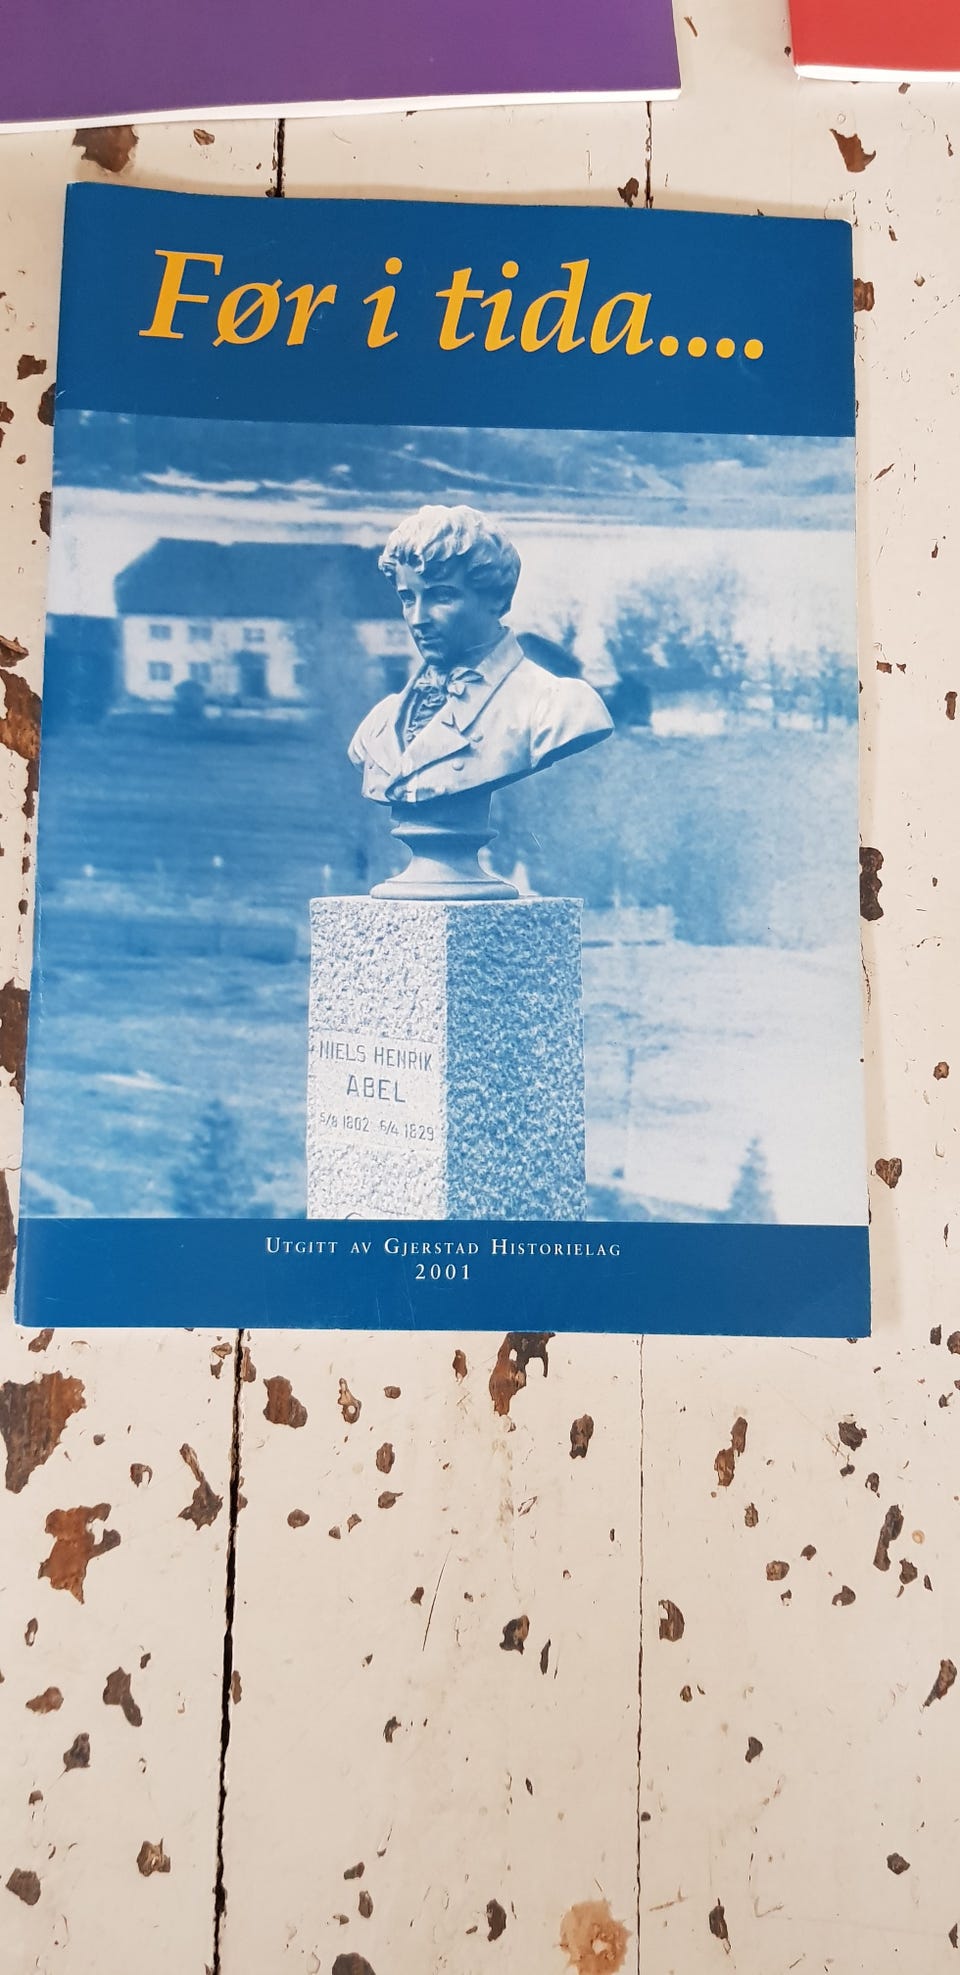 Før i tida....
NIELS HENRIK
ABEL
5/8 1802 6/4 1829
UTGITT AV GJERSTAD HISTORIELAG
2001